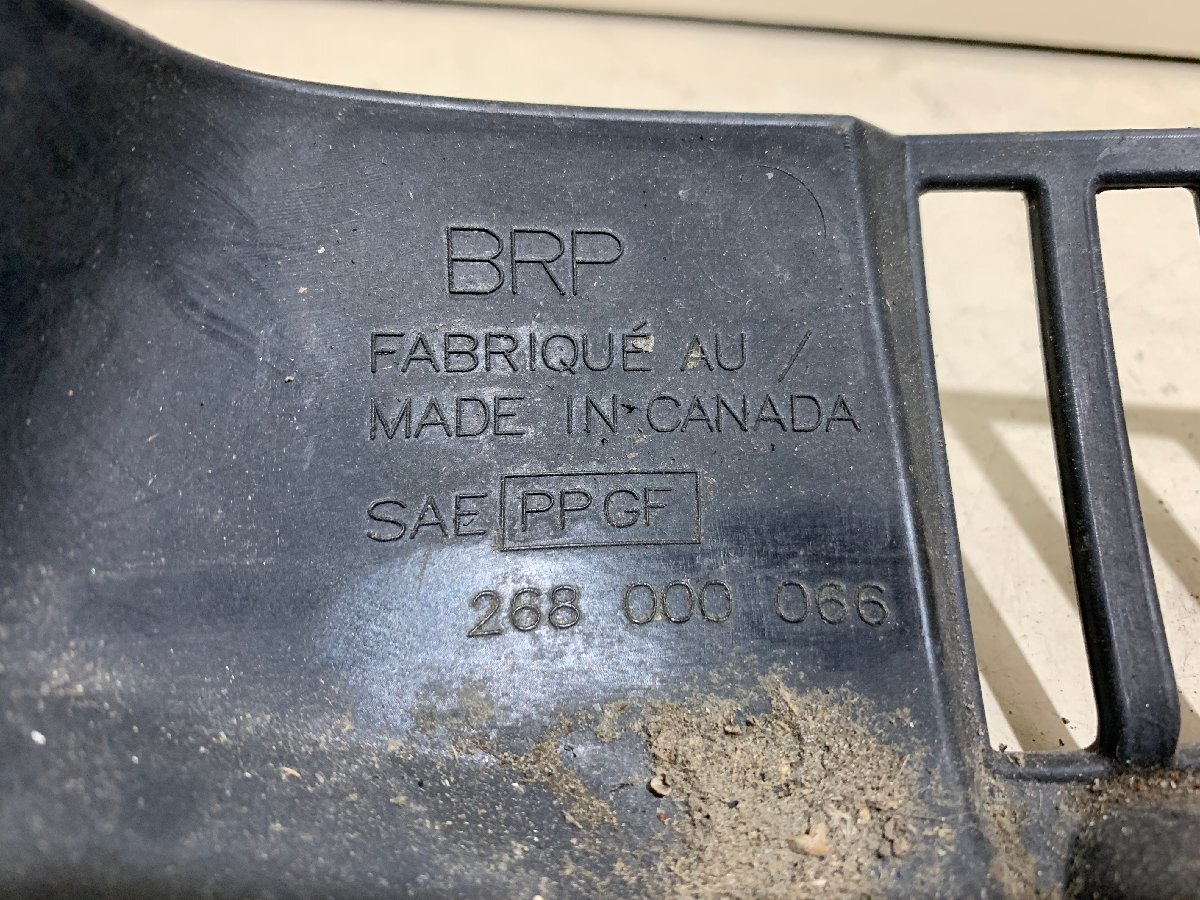 BRP
FABRIQUÉ AU /
MADE IN CANADA
SAE PPGF
268 000 066